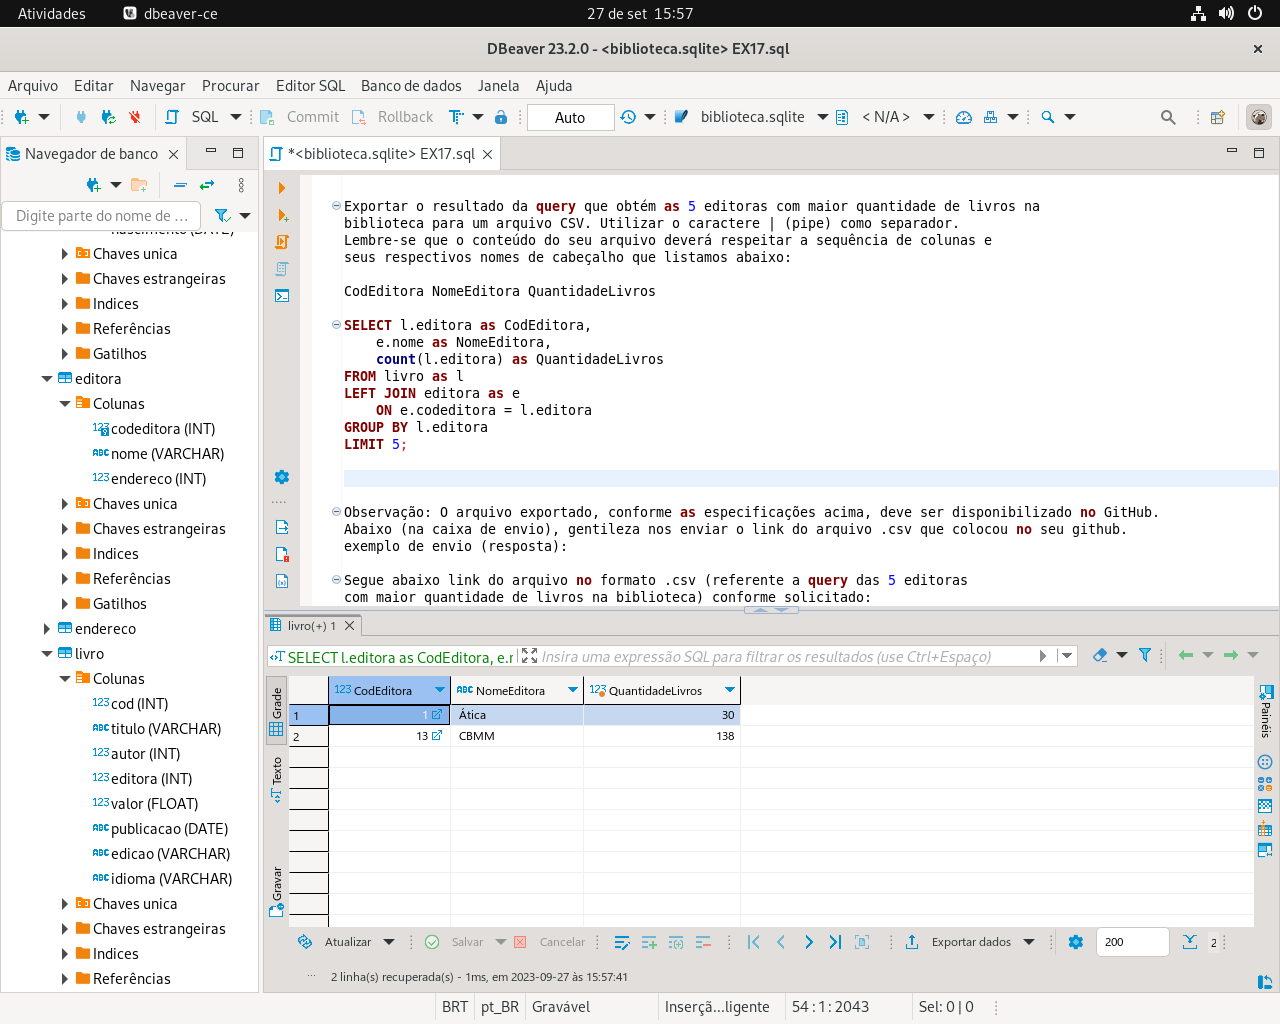 Atividades
dbeaver-ce
27 de set  15:57
DBeaver 23.2.0 - <biblioteca.sqlite> EX17.sql
Arquivo Editar Navegar Procurar Editor SQL Banco de dados Janela Ajuda
SQL Commit Rollback Auto biblioteca.sqlite < N/A >
Navegador de banco
*<biblioteca.sqlite> EX17.sql
Digite parte do nome de ...
nascimento (DATE)
Chaves unica
Chaves estrangeiras
Indices
Referências
Gatilhos
editora
Colunas
codeditora (INT)
nome (VARCHAR)
endereco (INT)
Chaves unica
Chaves estrangeiras
Indices
Referências
Gatilhos
endereco
livro
Colunas
cod (INT)
titulo (VARCHAR)
autor (INT)
editora (INT)
valor (FLOAT)
publicacao (DATE)
edicao (VARCHAR)
idioma (VARCHAR)
Chaves unica
Chaves estrangeiras
Indices
Referências
Exportar o resultado da query que obtém as 5 editoras com maior quantidade de livros na
biblioteca para um arquivo CSV. Utilizar o caractere | (pipe) como separador.
Lembre-se que o conteúdo do seu arquivo deverá respeitar a sequência de colunas e
seus respectivos nomes de cabeçalho que listamos abaixo:
CodEditora NomeEditora QuantidadeLivros
SELECT l.editora as CodEditora,
e.nome as NomeEditora,
count(l.editora) as QuantidadeLivros
FROM livro as l
LEFT JOIN editora as e
ON e.codeditora = l.editora
GROUP BY l.editora
LIMIT 5;
Observação: O arquivo exportado, conforme as especificações acima, deve ser disponibilizado no GitHub.
Abaixo (na caixa de envio), gentileza nos enviar o link do arquivo .csv que colocou no seu github.
exemplo de envio (resposta):
Segue abaixo link do arquivo no formato .csv (referente a query das 5 editoras
com maior quantidade de livros na biblioteca) conforme solicitado:
livro(+) 1
SELECT l.editora as CodEditora, e.r
Insira uma expressão SQL para filtrar os resultados (use Ctrl+Espaço)
Grade
Texto
Gravar
Painéis
CodEditora NomeEditora QuantidadeLivros
1 1 Ática 30
2 13 CBMM 138
Atualizar Salvar Cancelar Exportar dados 200 2
2 linha(s) recuperada(s) - 1ms, em 2023-09-27 às 15:57:41
BRT pt_BR Gravável Inserçã...ligente 54 : 1 : 2043 Sel: 0 | 0